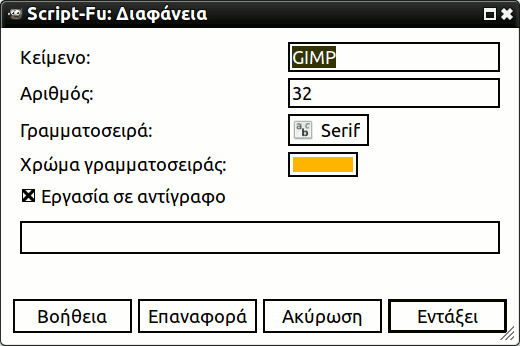 Script-Fu: Διαφάνεια
Κείμενο: GIMP
Αριθμός: 32
Γραμματοσειρά: Serif
Χρώμα γραμματοσειράς:
Εργασία σε αντίγραφο
Βοήθεια Επαναφορά Ακύρωση Εντάξει